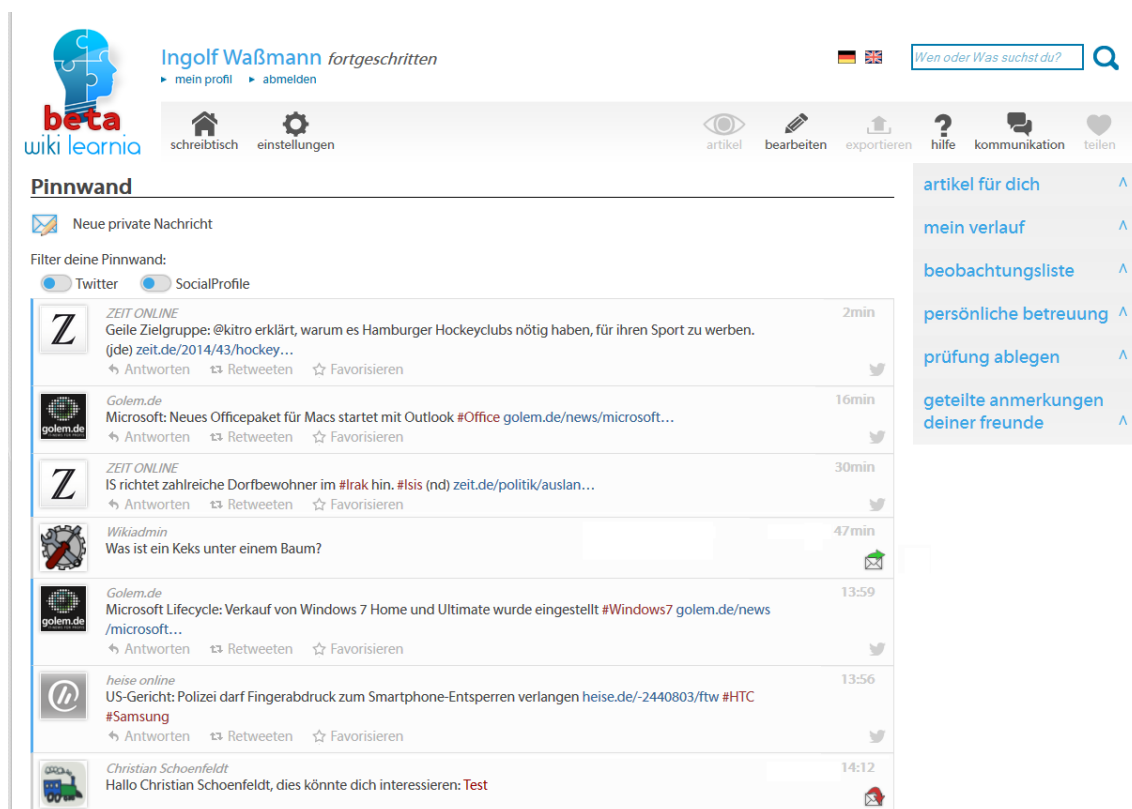 Ingolf Waßmann fortgeschritten
mein profil abmelden
Wen oder Was suchst du?
beta
wiki learnia
schreibtisch einstellungen artikel bearbeiten exportieren hilfe kommunikation teilen
Pinnwand
Neue private Nachricht
Filter deine Pinnwand:
Twitter SocialProfile
ZEIT ONLINE 2min
Geile Zielgruppe: @kitro erklärt, warum es Hamburger Hockeyclubs nötig haben, für ihren Sport zu werben.
(jde) zeit.de/2014/43/hockey…
Antworten Retweeten Favorisieren
golem.de
Golem.de 16min
Microsoft: Neues Officepaket für Macs startet mit Outlook #Office golem.de/news/microsoft…
Antworten Retweeten Favorisieren
ZEIT ONLINE 30min
IS richtet zahlreiche Dorfbewohner im #Irak hin. #Isis (nd) zeit.de/politik/auslan…
Antworten Retweeten Favorisieren
Wikiadmin 47min
Was ist ein Keks unter einem Baum?
golem.de
Golem.de 13:59
Microsoft Lifecycle: Verkauf von Windows 7 Home und Ultimate wurde eingestellt #Windows7 golem.de/news
/microsoft…
Antworten Retweeten Favorisieren
heise online 13:56
US-Gericht: Polizei darf Fingerabdruck zum Smartphone-Entsperren verlangen heise.de/-2440803/ftw #HTC
#Samsung
Antworten Retweeten Favorisieren
Christian Schoenfeldt 14:12
Hallo Christian Schoenfeldt, dies könnte dich interessieren: Test
artikel für dich
mein verlauf
beobachtungsliste
persönliche betreuung
prüfung ablegen
geteilte anmerkungen
deiner freunde